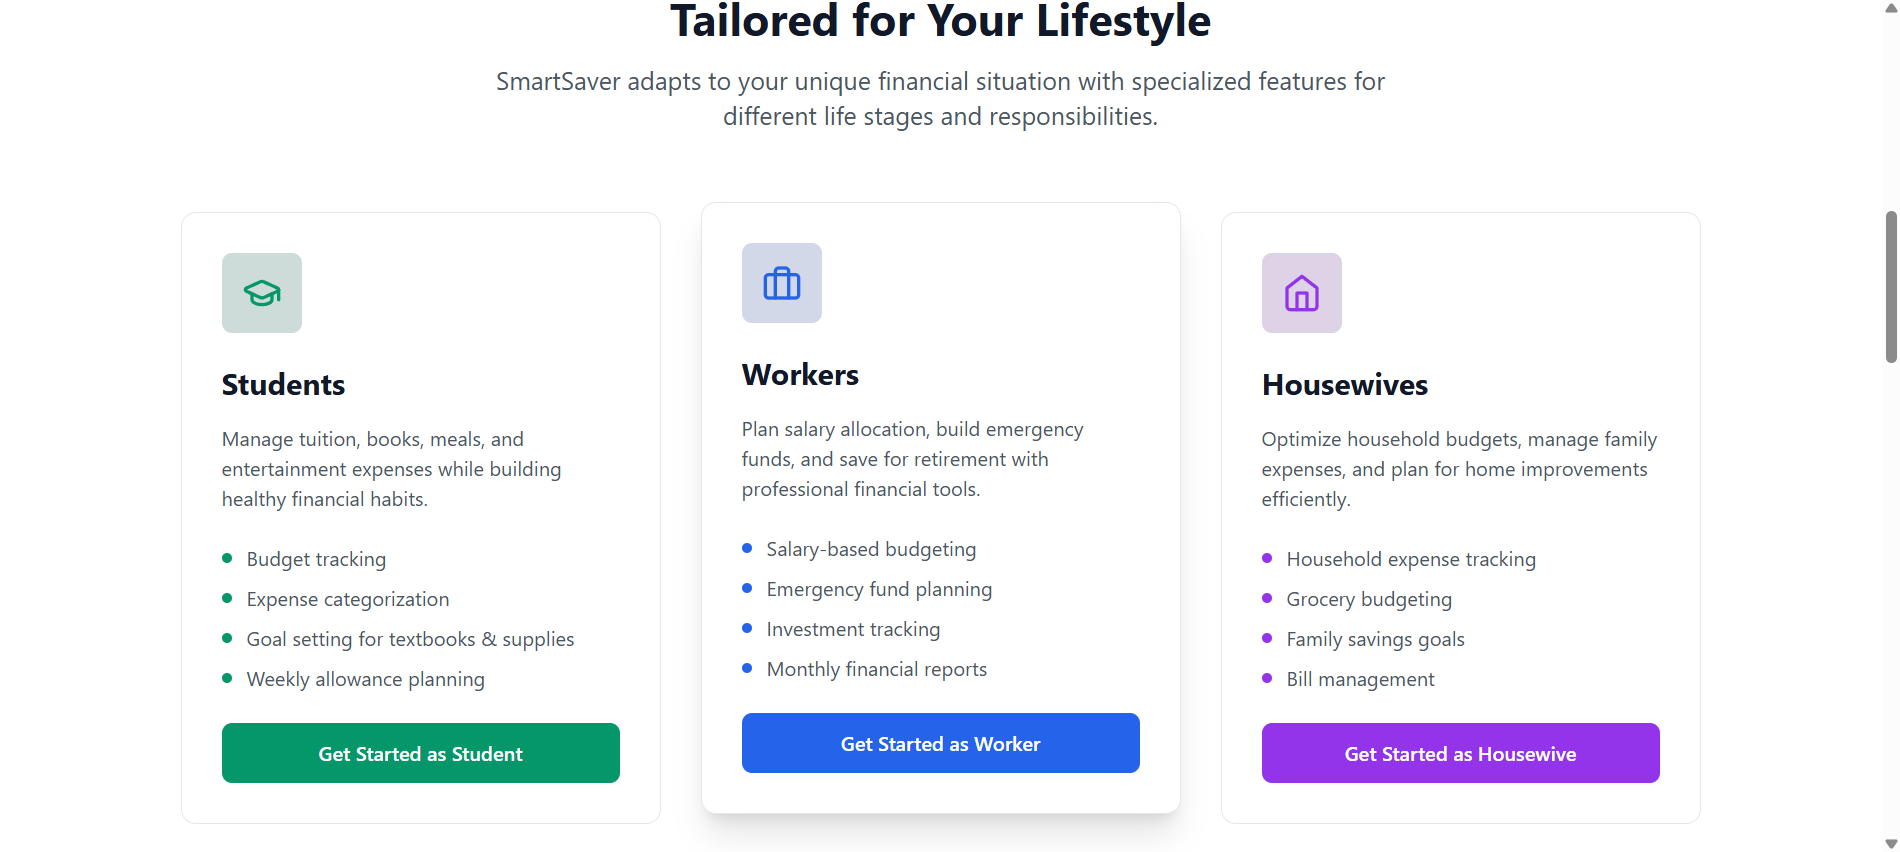 Tailored for Your Lifestyle
SmartSaver adapts to your unique financial situation with specialized features for
different life stages and responsibilities.
Students
Manage tuition, books, meals, and
entertainment expenses while building
healthy financial habits.
Budget tracking
Expense categorization
Goal setting for textbooks & supplies
Weekly allowance planning
Get Started as Student
Workers
Plan salary allocation, build emergency
funds, and save for retirement with
professional financial tools.
Salary-based budgeting
Emergency fund planning
Investment tracking
Monthly financial reports
Get Started as Worker
Housewives
Optimize household budgets, manage family
expenses, and plan for home improvements
efficiently.
Household expense tracking
Grocery budgeting
Family savings goals
Bill management
Get Started as Housewive